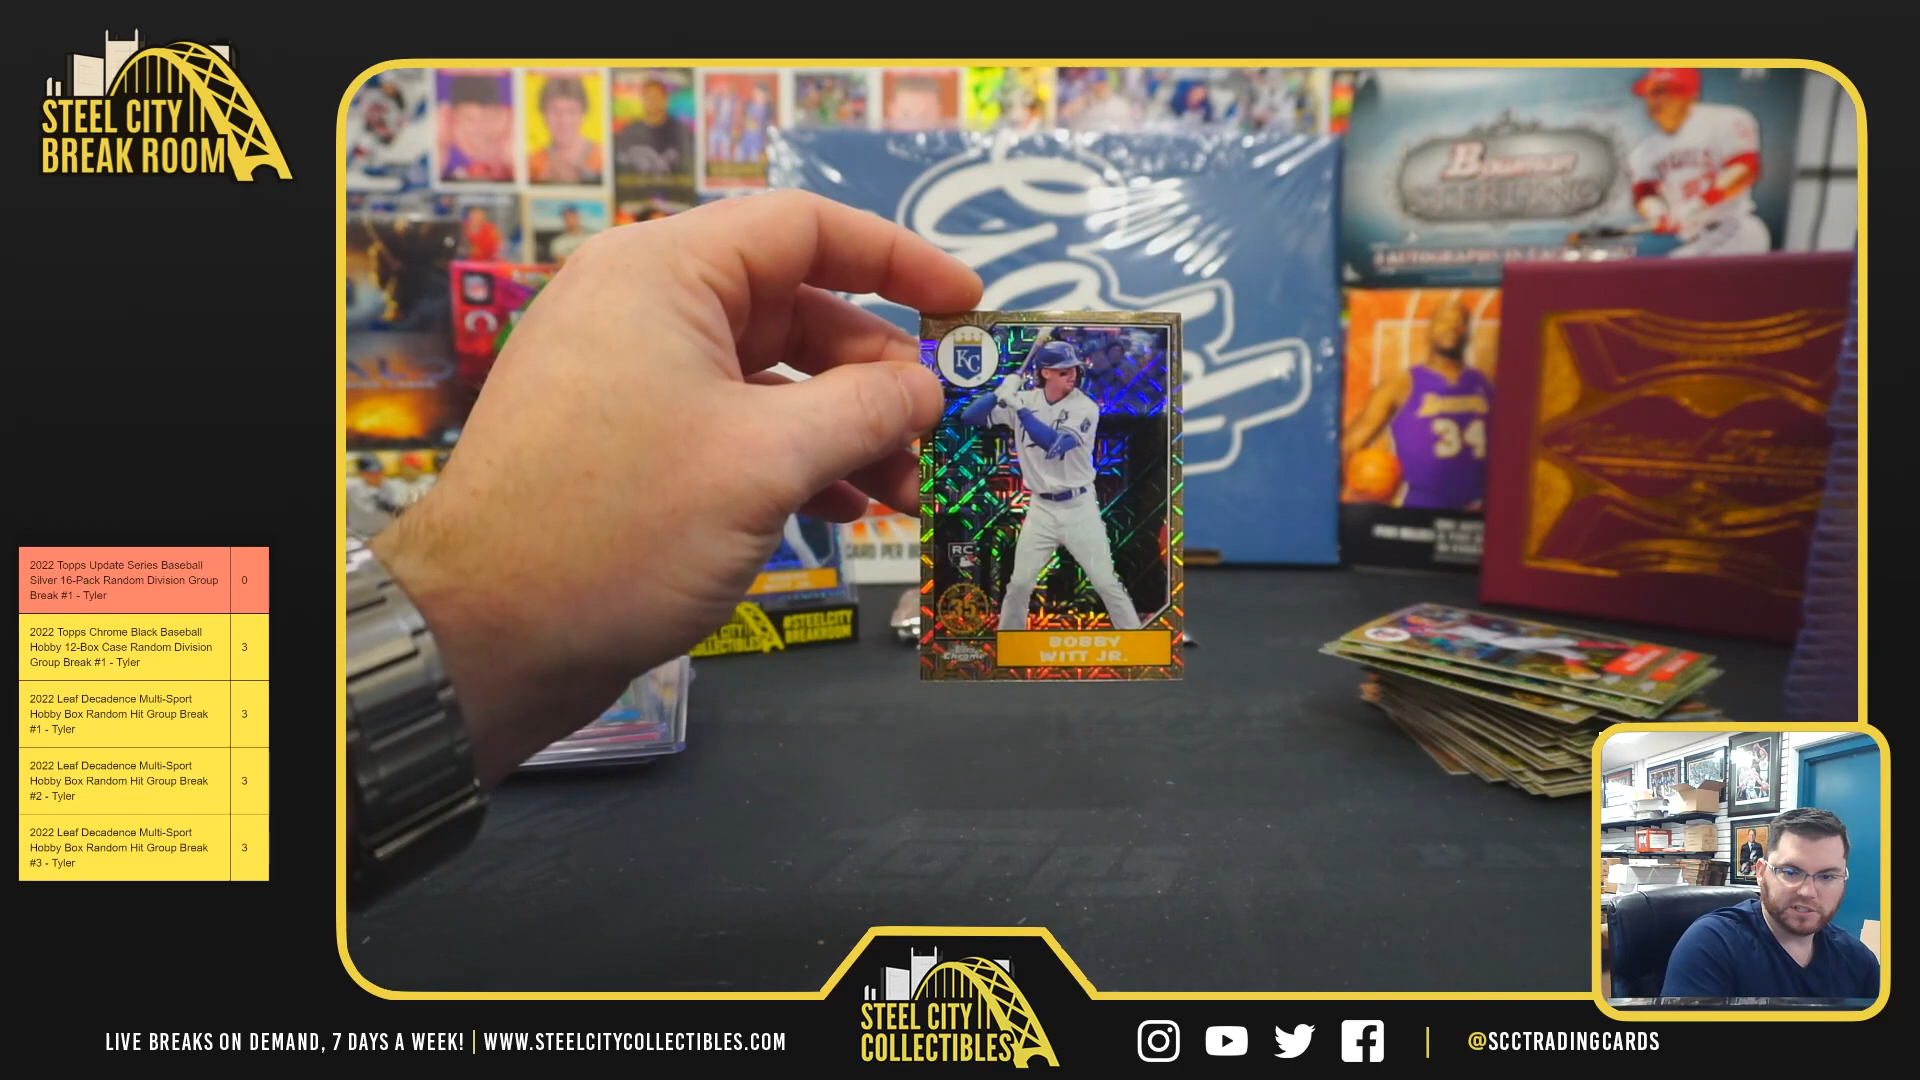 STEEL CITY
BREAK ROOM
2022 Topps Update Series Baseball
Silver 16-Pack Random Division Group
Break #1 - Tyler
0
2022 Topps Chrome Black Baseball
Hobby 12-Box Case Random Division
Group Break #1 - Tyler
3
2022 Leaf Decadence Multi-Sport
Hobby Box Random Hit Group Break
#1 - Tyler
3
2022 Leaf Decadence Multi-Sport
Hobby Box Random Hit Group Break
#2 - Tyler
3
2022 Leaf Decadence Multi-Sport
Hobby Box Random Hit Group Break
#3 - Tyler
3
BOWMAN
STERLING
34
KC
RC
35
BOBBY
WITT JR.
#STEELCITY
BREAKROOM
STEEL CITY
COLLECTIBLES
LIVE BREAKS ON DEMAND, 7 DAYS A WEEK! | WWW.STEELCITYCOLLECTIBLES.COM
@SCCTRADINGCARDS